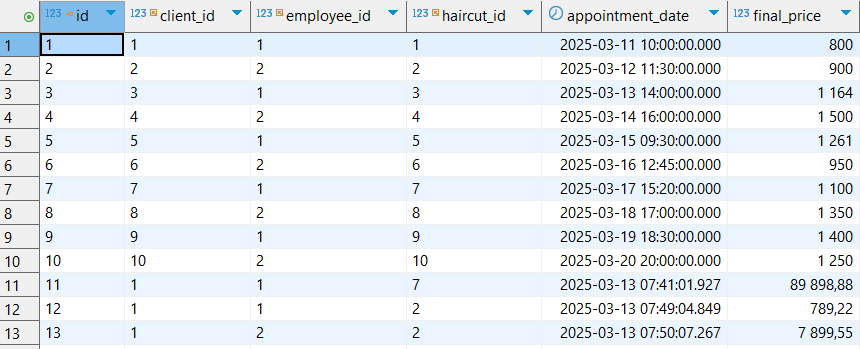 123 id 123 client_id 123 employee_id 123 haircut_id appointment_date 123 final_price
1 1 1 1 1 2025-03-11 10:00:00.000 800
2 2 2 2 2 2025-03-12 11:30:00.000 900
3 3 3 1 3 2025-03-13 14:00:00.000 1 164
4 4 4 2 4 2025-03-14 16:00:00.000 1 500
5 5 5 1 5 2025-03-15 09:30:00.000 1 261
6 6 6 2 6 2025-03-16 12:45:00.000 950
7 7 7 1 7 2025-03-17 15:20:00.000 1 100
8 8 8 2 8 2025-03-18 17:00:00.000 1 350
9 9 9 1 9 2025-03-19 18:30:00.000 1 400
10 10 10 2 10 2025-03-20 20:00:00.000 1 250
11 11 1 1 7 2025-03-13 07:41:01.927 89 898,88
12 12 1 1 2 2025-03-13 07:49:04.849 789,22
13 13 1 2 2 2025-03-13 07:50:07.267 7 899,55